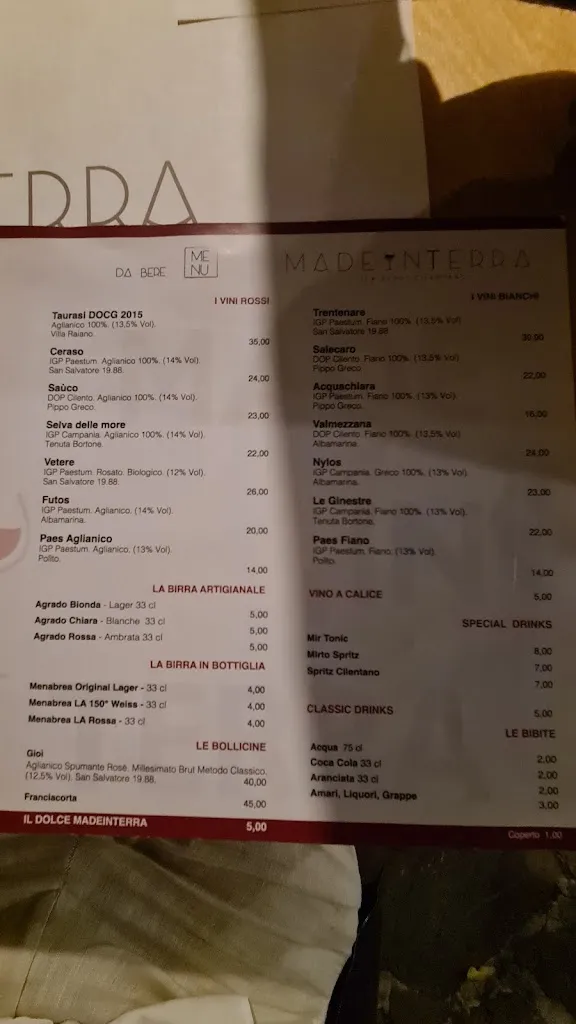 ERRA
DA BERE
ME
NU
I VINI ROSSI
Taurasi DOCG 2015
Aglianico 100%. (13,5% Vol).
Villa Raiano.
35,00
Ceraso
IGP Paestum. Aglianico 100%. (14% Vol).
San Salvatore 19.88.
24,00
Saùco
DOP Cilento. Aglianico 100%. (14% Vol).
Pippo Greco.
23,00
Selva delle more
IGP Campania. Aglianico 100%. (14% Vol).
Tenuta Bortone.
22,00
Vetere
IGP Paestum. Rosato. Biologico. (12% Vol).
San Salvatore 19.88.
26,00
Futos
IGP Paestum. Aglianico. (14% Vol).
Albamarina.
20,00
Paes Aglianico
IGP Paestum. Aglianico. (13% Vol).
Polito.
14,00
LA BIRRA ARTIGIANALE
Agrado Bionda - Lager 33 cl
5,00
Agrado Chiara - Blanche 33 cl
5,00
Agrado Rossa - Ambrata 33 cl
5,00
LA BIRRA IN BOTTIGLIA
Menabrea Original Lager - 33 cl
4,00
Menabrea LA 150° Weiss - 33 cl
4,00
Menabrea LA Rossa - 33 cl
4,00
LE BOLLICINE
Gioì
Aglianico Spumante Rosé. Millesimato Brut Metodo Classico.
(12.5% Vol). San Salvatore 19.88.
40,00
Franciacorta
45,00
IL DOLCE MADEINTERRA
5,00
MADEINTERRA
I VINI BIANCHI
Trentenare
IGP Paestum. Fiano 100%. (13,5% Vol)
San Salvatore 19.88
30,00
Salecaro
DOP Cilento. Fiano 100%. (13,5% Vol)
Pippo Greco
22,00
Acquachiara
IGP Paestum. Fiano 100%. (13% Vol).
Pippo Greco.
16,00
Valmezzana
DOP Cilento. Fiano 100%. (13,5% Vol)
Albamarina.
24,00
Nylos
IGP Campania. Greco 100%. (13% Vol).
Albamarina.
23,00
Le Ginestre
IGP Campania. Fiano 100%. (13% Vol).
Tenuta Bortone.
22,00
Paes Fiano
IGP Paestum. Fiano. (13% Vol).
Polito.
14,00
VINO A CALICE
5,00
SPECIAL DRINKS
Mir Tonic
8,00
Mirto Spritz
7,00
Spritz Cilentano
7,00
CLASSIC DRINKS
5,00
LE BIBITE
Acqua 75 cl
2,00
Coca Cola 33 cl
2,00
Aranciata 33 cl
2,00
Amari, Liquori, Grappe
3,00
Coperto 1,00